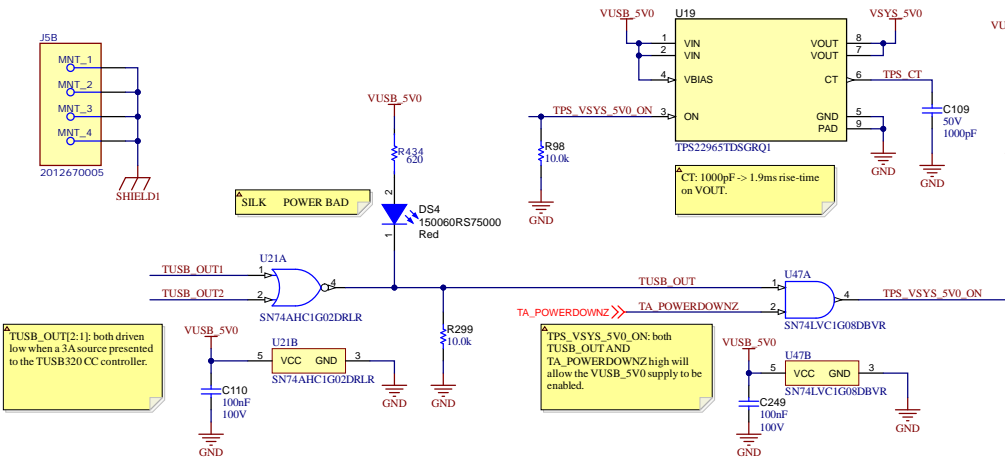 J5B
MNT_1
MNT_2
MNT_3
MNT_4
2012670005
SHIELD1
VUSB_5V0
R434
620
SILK POWER BAD
2
DS4
150060RS75000
Red
1
VUSB_5V0
U19
VSYS_5V0
VU
1
VIN
VOUT
8
2
VIN
VOUT
7
4
VBIAS
CT
6
TPS_CT
TPS_VSYS_5V0_ON
3
ON
GND
5
PAD
9
TPS22965TDSGRQ1
C109
50V
1000pF
R98
10.0k
GND
GND
GND
CT: 1000pF -> 1.9ms rise-time
on VOUT.
TUSB_OUT1
1
U21A
4
TUSB_OUT2
2
SN74AHC1G02DRLR
TUSB_OUT
1
U47A
TA_POWERDOWNZ
TA_POWERDOWNZ
2
4
TPS_VSYS_5V0_ON
SN74LVC1G08DBVR
TUSB_OUT[2:1]: both driven
low when a 3A source presented
to the TUSB320 CC controller.
VUSB_5V0
U21B
5
VCC
GND
3
SN74AHC1G02DRLR
C110
100nF
100V
GND
GND
R299
10.0k
GND
TPS_VSYS_5V0_ON: both
TUSB_OUT AND
TA_POWERDOWNZ high will
allow the VUSB_5V0 supply to be
enabled.
VUSB_5V0
U47B
5
VCC
GND
3
SN74LVC1G08DBVR
C249
100nF
100V
GND
GND